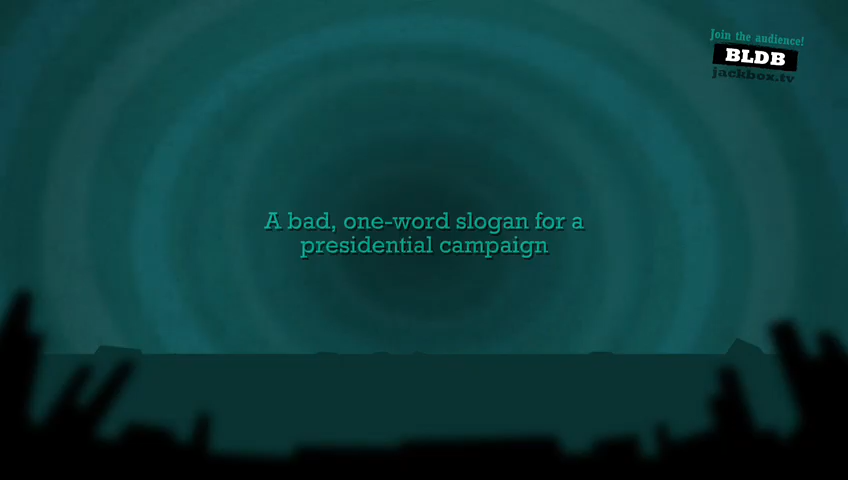 Join the audience!
BLDB
jackbox.tv
A bad, one-word slogan for a
presidential campaign